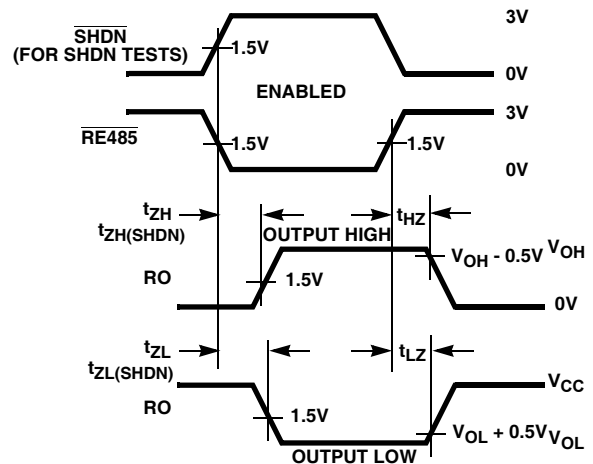 SHDN
(FOR SHDN TESTS)
1.5V
3V
0V
ENABLED
RE485
1.5V
1.5V
3V
0V
tZH
tZH(SHDN)
OUTPUT HIGH
tHZ
RO
1.5V
VOH - 0.5V VOH
0V
tZL
tZL(SHDN)
tLZ
RO
1.5V
VCC
VOL + 0.5V VOL
OUTPUT LOW